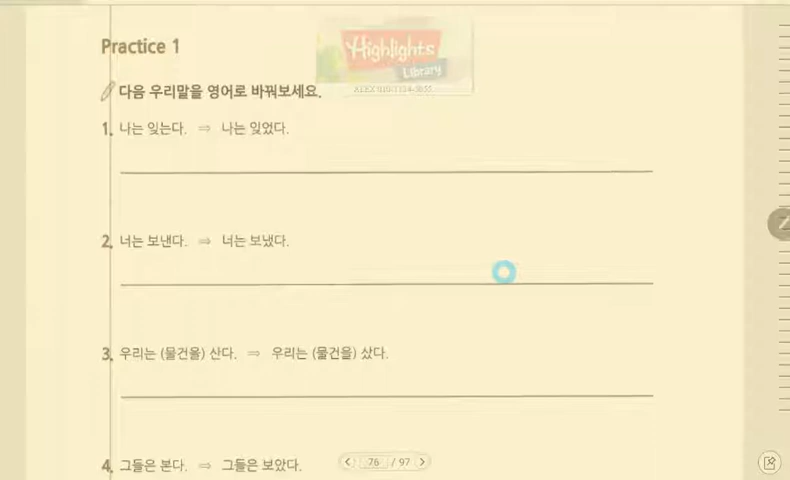 Practice 1
Highlights
Library
다음 우리말을 영어로 바꿔보세요.
1. 나는 잊는다. ⇒ 나는 잊었다.
2. 너는 보낸다. ⇒ 너는 보냈다.
3. 우리는 (물건을) 산다. ⇒ 우리는 (물건을) 샀다.
4. 그들은 본다. ⇒ 그들은 보았다.
76 / 97
Z